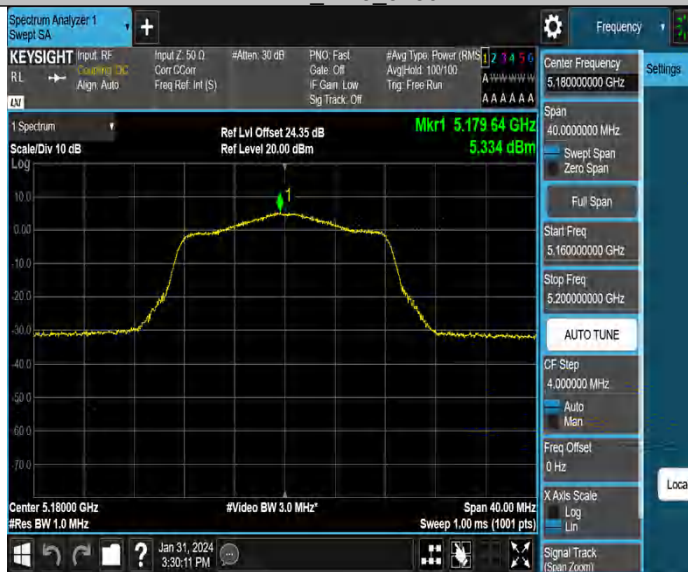 Spectrum Analyzer 1
Swept SA
Frequency
KEYSIGHT
RL
Input: RF
Coupling: DC
Align: Auto
Input Z: 50 Ω
Corr CCorr
Freq Ref: Int (S)
#Atten: 30 dB
PNO: Fast
Gate: Off
IF Gain: Low
Sig Track: Off
#Avg Type: Power (RMS
Avg|Hold: 100/100
Trig: Free Run
1 2 3 4 5 6
A W W W W W
A A A A A A
LXI
1 Spectrum
Scale/Div 10 dB
Log
Ref Lvl Offset 24.35 dB
Ref Level 20.00 dBm
Mkr1 5.179 64 GHz
5.334 dBm
1
10.0
0.00
-10.0
-20.0
-30.0
-40.0
-50.0
-60.0
-70.0
Center 5.18000 GHz
#Res BW 1.0 MHz
#Video BW 3.0 MHz*
Span 40.00 MHz
Sweep 1.00 ms (1001 pts)
Center Frequency
5.180000000 GHz
Settings
Span
40.0000000 MHz
Swept Span
Zero Span
Full Span
Start Freq
5.160000000 GHz
Stop Freq
5.200000000 GHz
AUTO TUNE
CF Step
4.000000 MHz
Auto
Man
Freq Offset
0 Hz
X Axis Scale
Log
Lin
Local
Signal Track
(Span Zoom)
?
Jan 31, 2024
3:30:11 PM